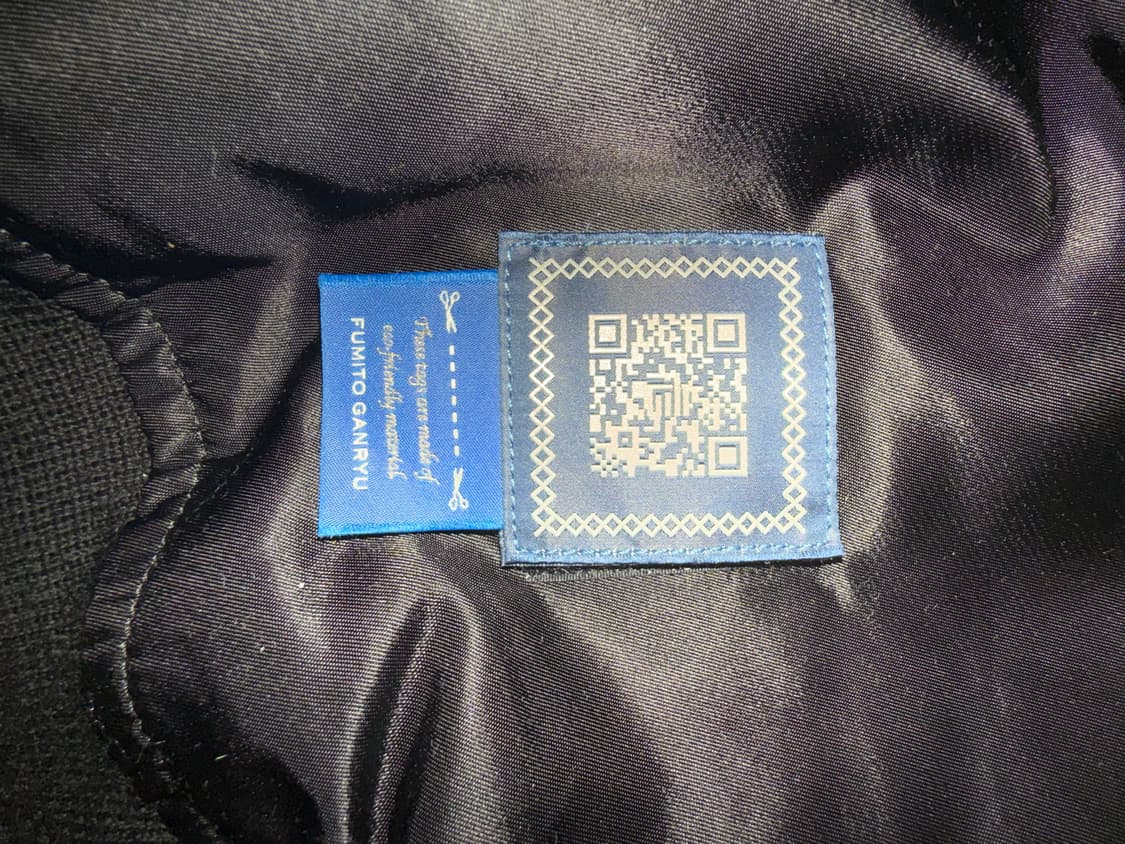 These tags are made of
eco-friendly material.
FUMITO GANRYU